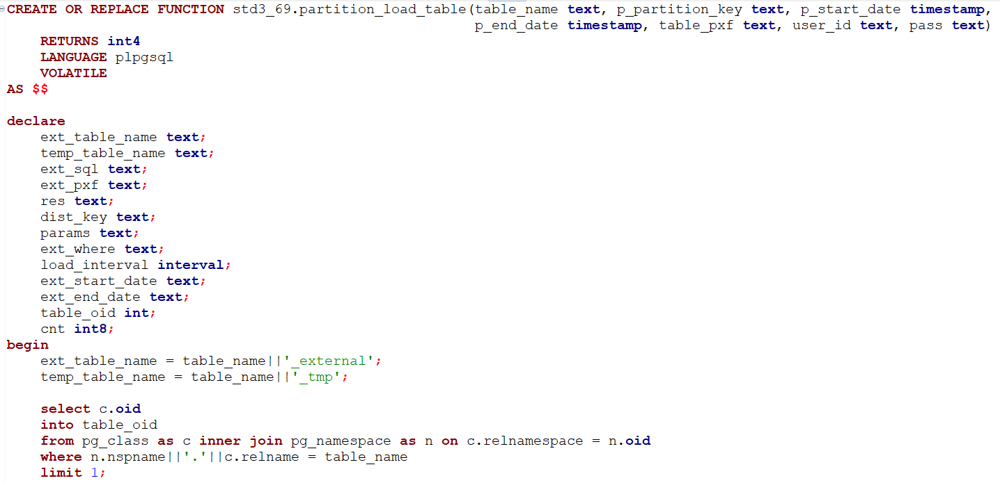 CREATE OR REPLACE FUNCTION std3_69.partition_load_table(table_name text, p_partition_key text, p_start_date timestamp,
p_end_date timestamp, table_pxf text, user_id text, pass text)
RETURNS int4
LANGUAGE plpgsql
VOLATILE
AS $$
declare
ext_table_name text;
temp_table_name text;
ext_sql text;
ext_pxf text;
res text;
dist_key text;
params text;
ext_where text;
load_interval interval;
ext_start_date text;
ext_end_date text;
table_oid int;
cnt int8;
begin
ext_table_name = table_name||'_external';
temp_table_name = table_name||'_tmp';
select c.oid
into table_oid
from pg_class as c inner join pg_namespace as n on c.relnamespace = n.oid
where n.nspname||'.'||c.relname = table_name
limit 1;